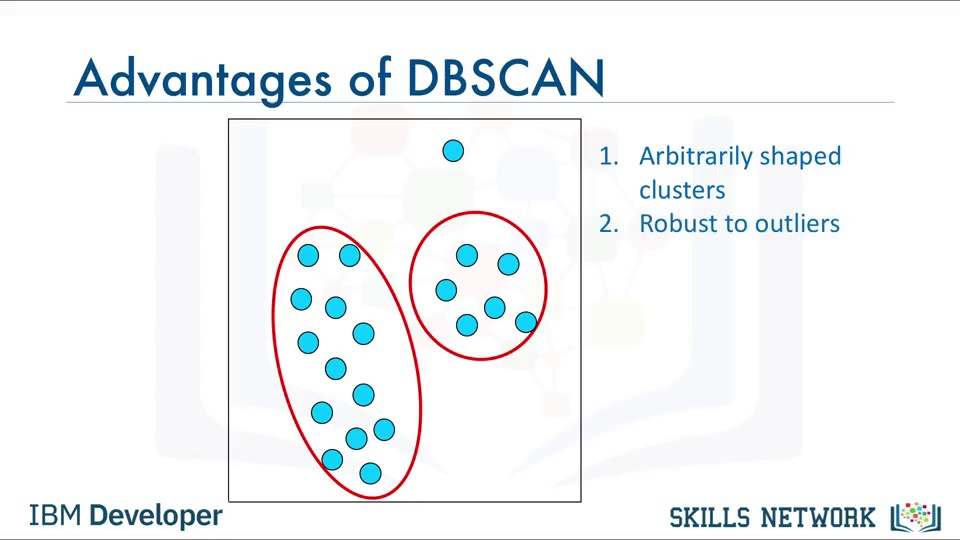 Advantages of DBSCAN
1. Arbitrarily shaped
clusters
2. Robust to outliers
IBM Developer
SKILLS NETWORK